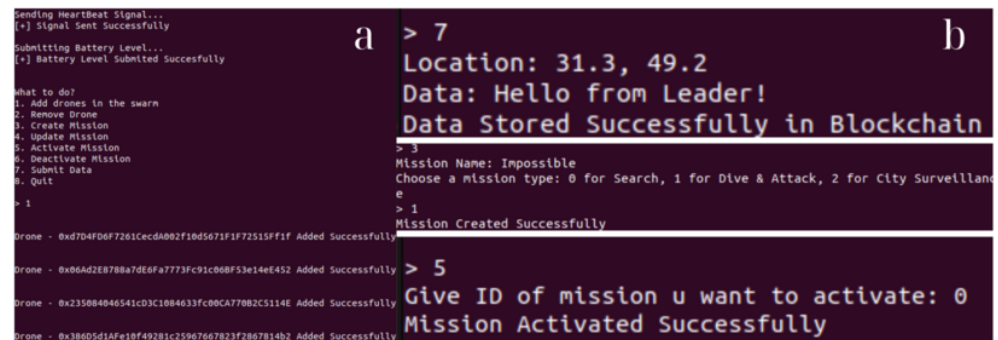 Sending HeartBeat Signal...
[+] Signal Sent Successfully
Submitting Battery Level...
[+] Battery Level Submited Succesfully
What to do?
1. Add drones in the swarm
2. Remove Drone
3. Create Mission
4. Update Mission
5. Activate Mission
6. Deactivate Mission
7. Submit Data
8. Quit
> 1
Drone - 0xd7D4FD6F7261CecdA002f10d5671F1F72515Ff1f Added Successfully
Drone - 0x06Ad2E8788a7dE6Fa7773Fc91c06BF53e14eE452 Added Successfully
Drone - 0x235084046541cD3C1084633fc00CA770B2C5114E Added Successfully
Drone - 0x386D5d1AFe10f49281c25967667823f2867814b2 Added Successfully
a
> 7
Location: 31.3, 49.2
Data: Hello from Leader!
Data Stored Successfully in Blockchain
b
> 3
Mission Name: Impossible
Choose a mission type: 0 for Search, 1 for Dive & Attack, 2 for City Surveillanc
e
> 1
Mission Created Successfully
> 5
Give ID of mission u want to activate: 0
Mission Activated Successfully